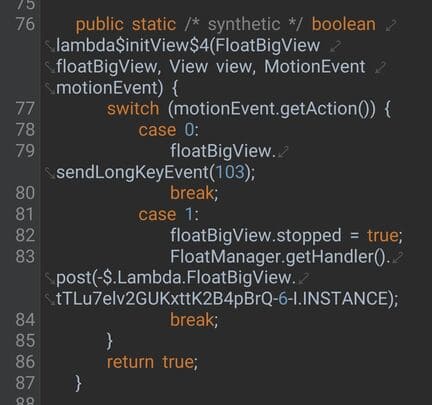 75
76 public static /* synthetic */ boolean
lambda$initView$4(FloatBigView
floatBigView, View view, MotionEvent
motionEvent) {
77 switch (motionEvent.getAction()) {
78 case 0:
79 floatBigView.
sendLongKeyEvent(103);
80 break;
81 case 1:
82 floatBigView.stopped = true;
83 FloatManager.getHandler().
post(-$.Lambda.FloatBigView.
tTLu7elv2GUKxttK2B4pBrQ-6-I.INSTANCE);
84 break;
85 }
86 return true;
87 }
88